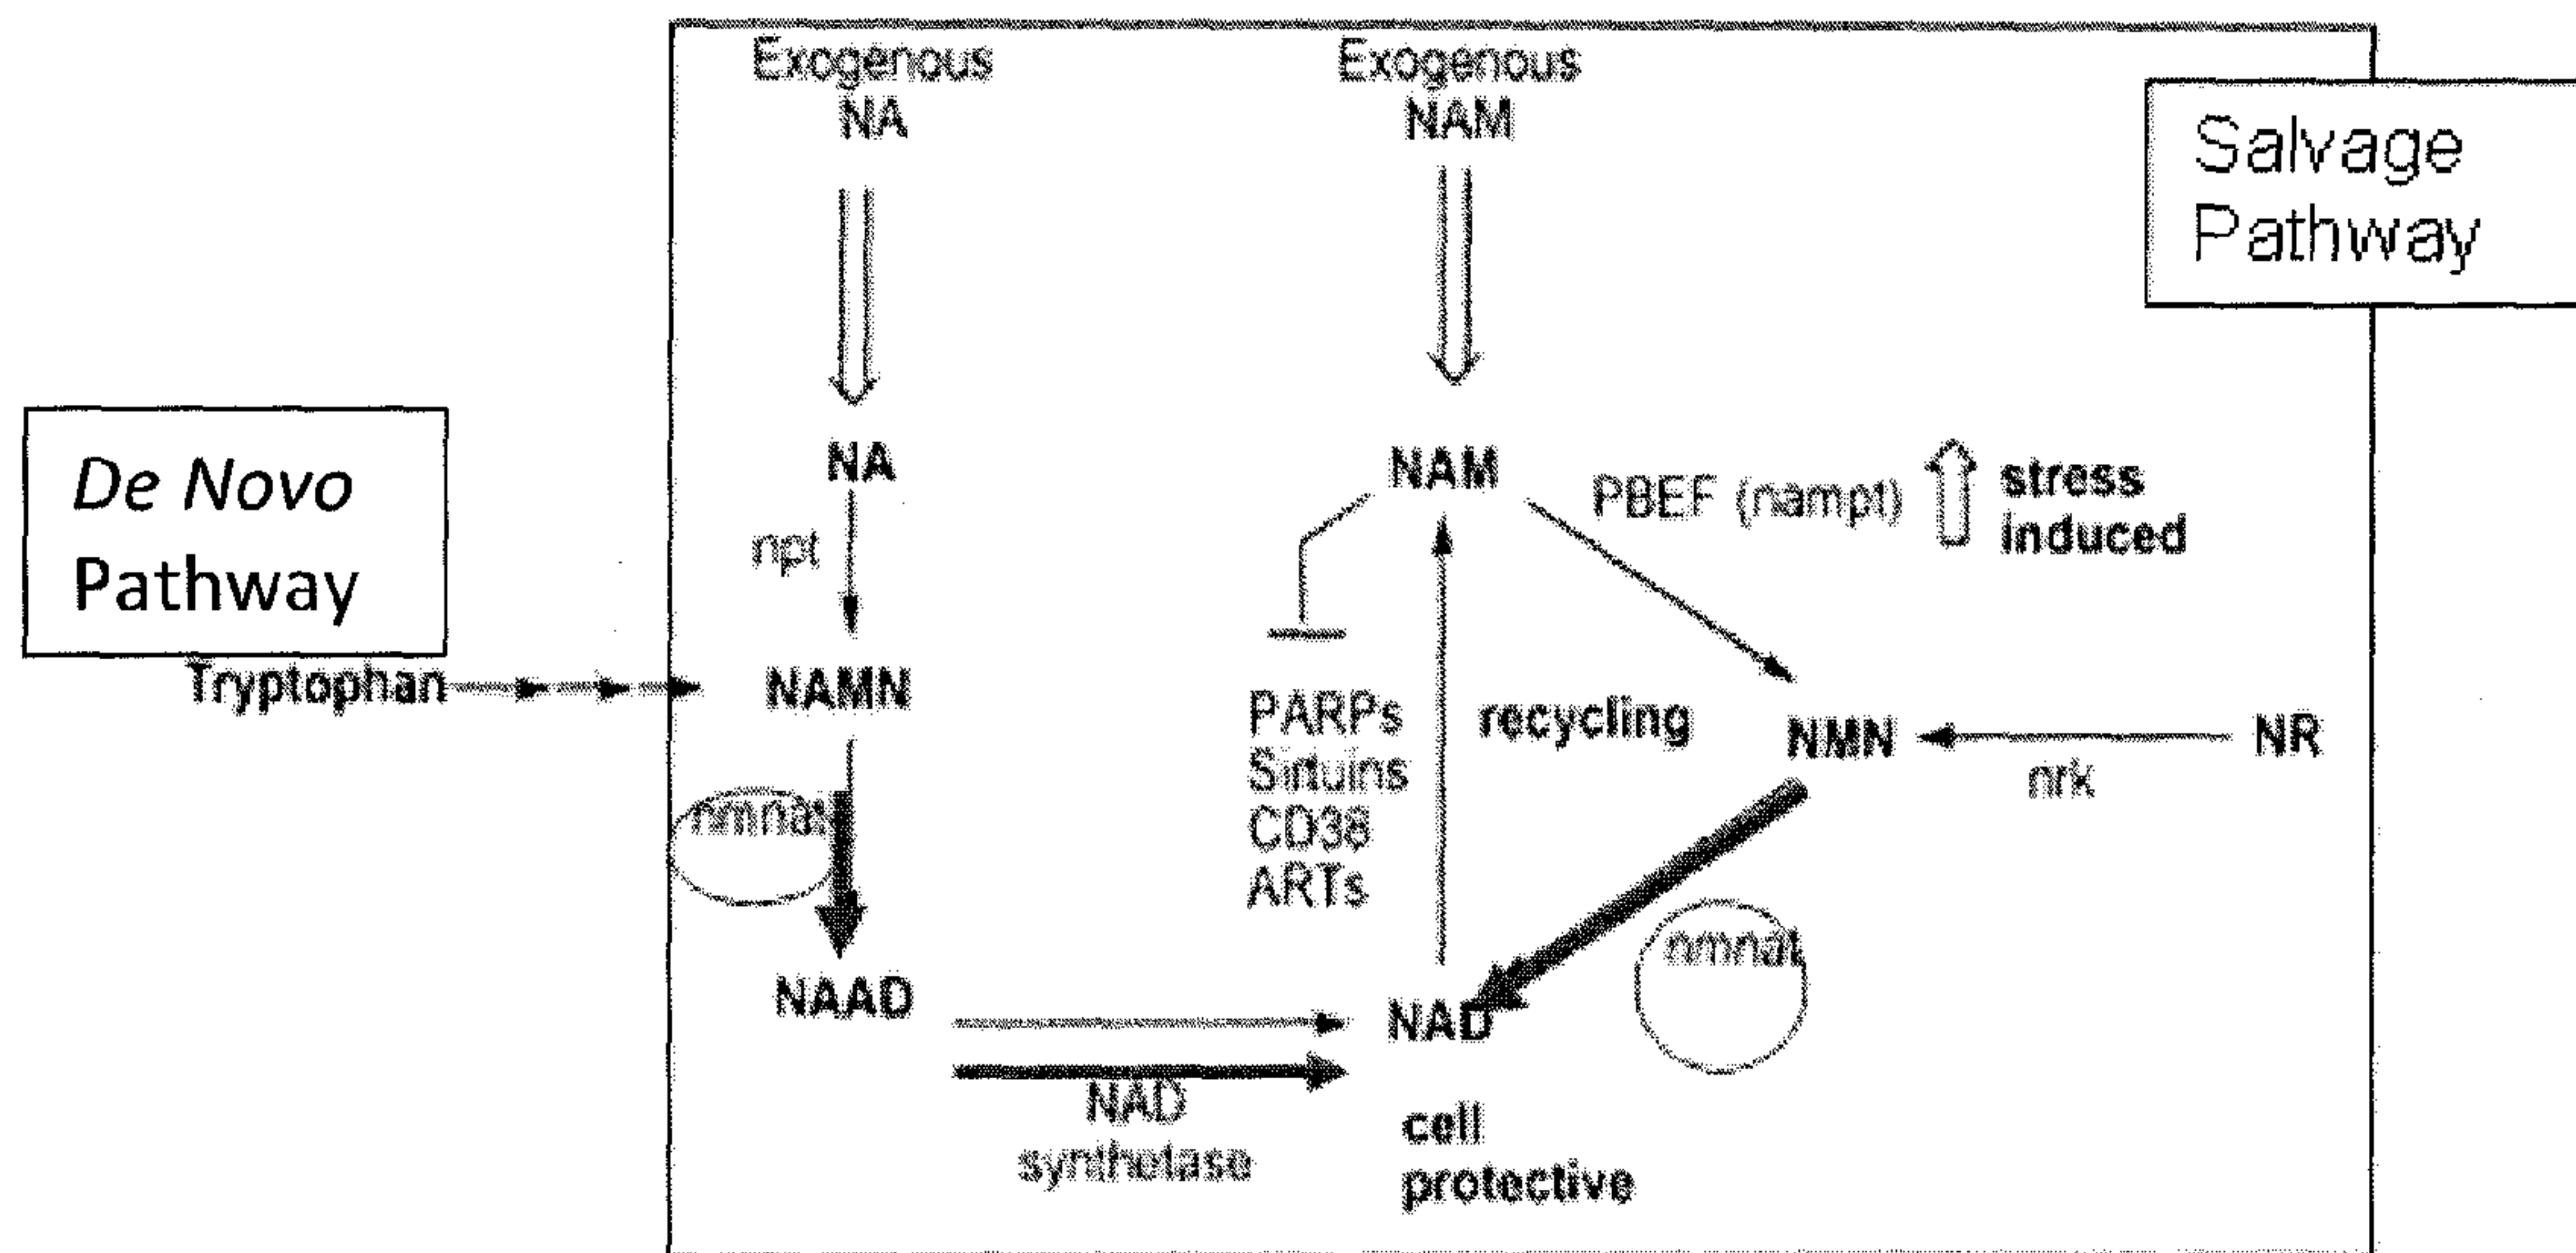 Exogenous
NA
Exogenous
NAM
Salvage
Pathway
De Novo
Pathway
NA
NAM
PBEF (nampt)
stress
induced
npt
Tryptophan
NAMN
PARPs
Sirtuins
CD38
ARTs
recycling
NMN
NR
nrk
nmnat
nmnat
NAAD
NAD
NAD
synthetase
cell
protective